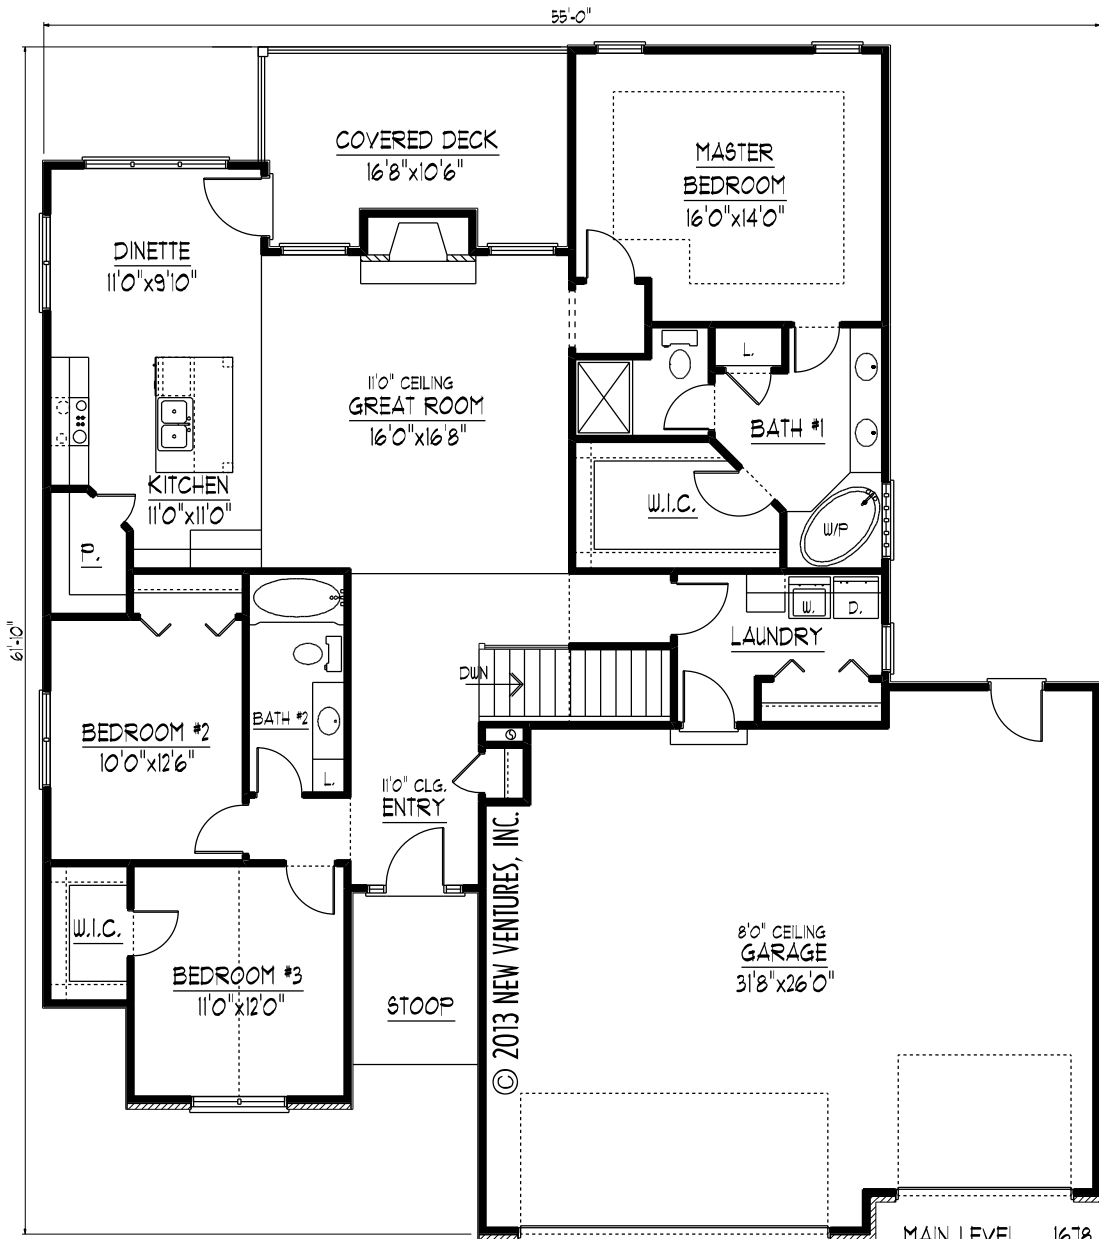 55'-0"
COVERED DECK
16'8"x10'6"
MASTER
BEDROOM
16'0"x14'0"
DINETTE
11'0"x9'10"
11'0" CEILING
GREAT ROOM
16'0"x16'8"
L.
BATH #1
KITCHEN
11'0"x11'0"
W.I.C.
W/P
P.
61'-10"
W.
D.
LAUNDRY
DWN
BEDROOM #2
10'0"x12'6"
BATH #2
L.
11'0" CLG.
ENTRY
© 2013 NEW VENTURES, INC.
W.I.C.
BEDROOM #3
11'0"x12'0"
STOOP
8'0" CEILING
GARAGE
31'8"x26'0"
MAIN LEVEL 1678